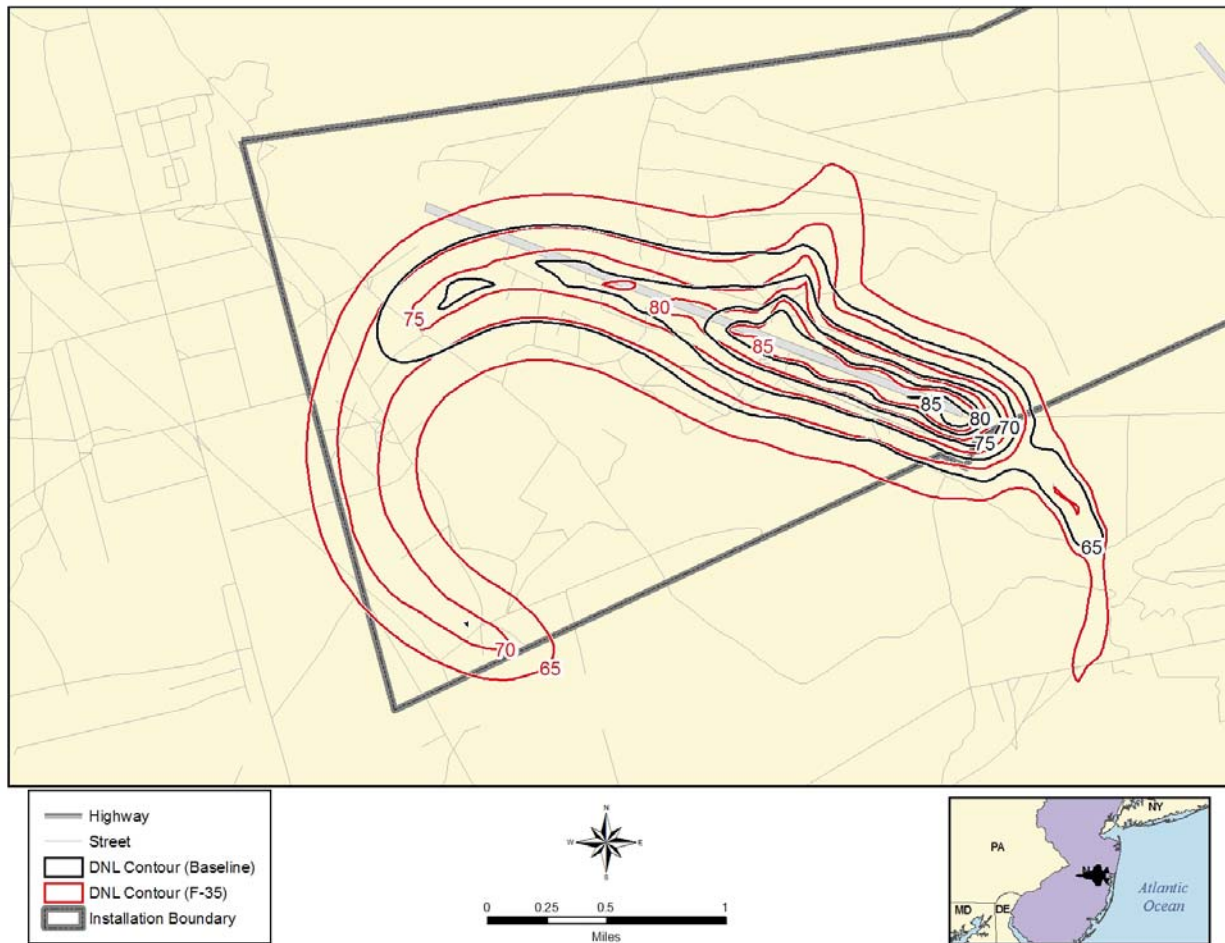 75
80
85
85
80
70
75
65
70
65
Highway
Street
DNL Contour (Baseline)
DNL Contour (F-35)
Installation Boundary
N
W
E
S
0 0.25 0.5 1
Miles
NY
PA
MD
DE
Atlantic
Ocean